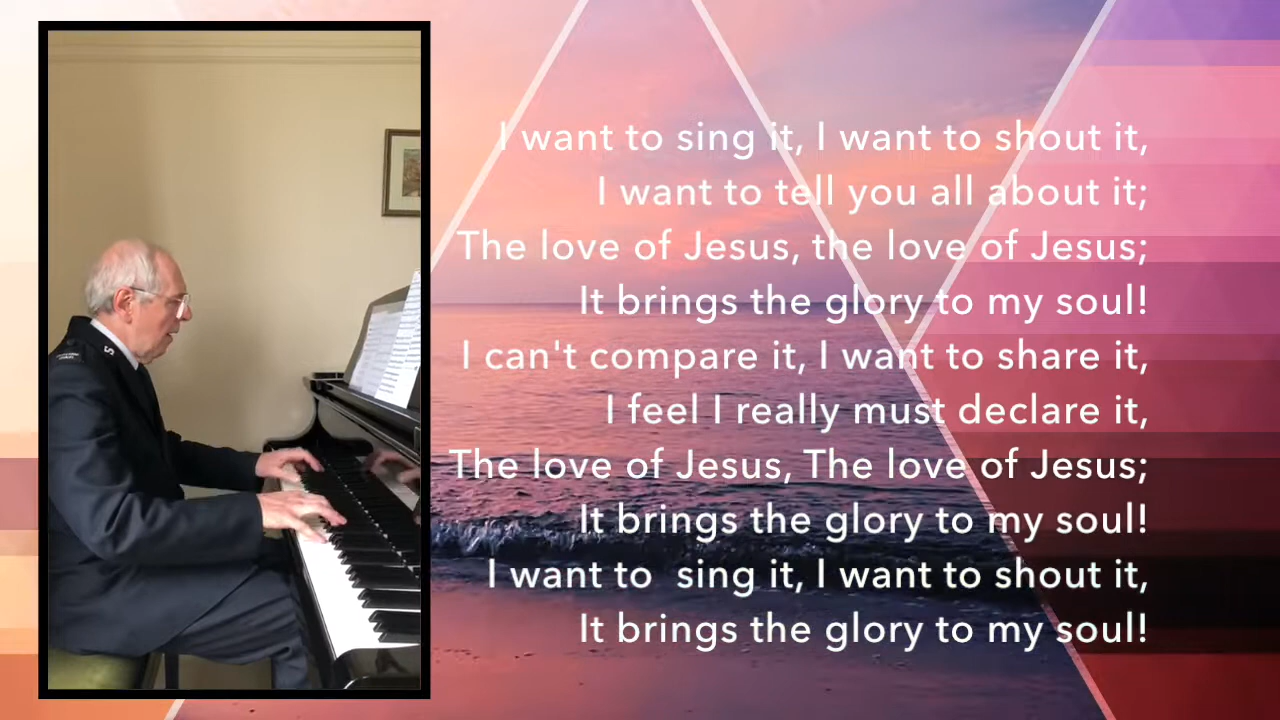 I want to sing it, I want to shout it,
I want to tell you all about it;
The love of Jesus, the love of Jesus;
It brings the glory to my soul!
I can't compare it, I want to share it,
I feel I really must declare it,
The love of Jesus, The love of Jesus;
It brings the glory to my soul!
I want to  sing it, I want to shout it,
It brings the glory to my soul!
S